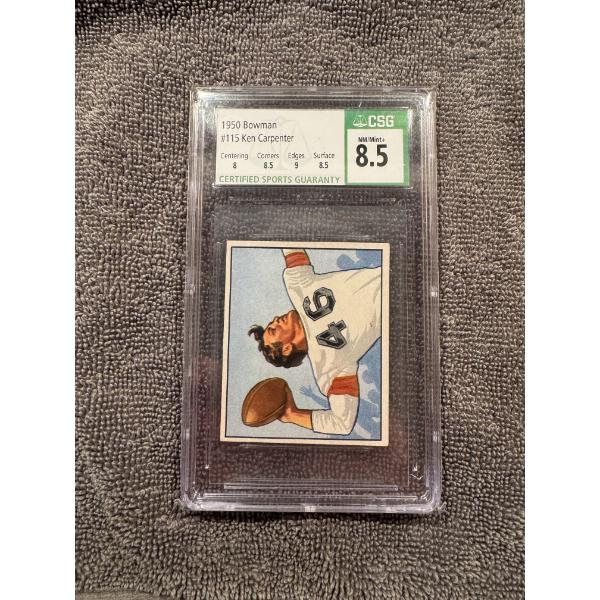 1950 Bowman
#115 Ken Carpenter
Centering Corners Edges Surface
8 8.5 9 8.5
CERTIFIED SPORTS GUARANTY
CSG
NM/Mint+
8.5
46